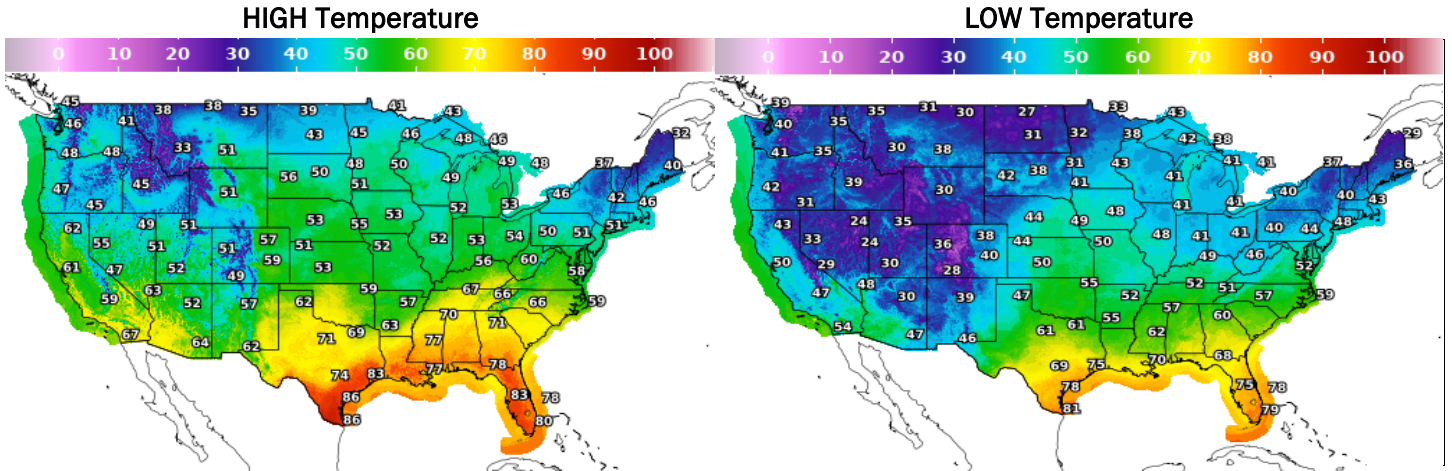 HIGH Temperature
LOW Temperature
0 10 20 30 40 50 60 70 80 90 100
0 10 20 30 40 50 60 70 80 90 100
45 38 38 35 39 41 43
46 41 43 45 46 48 46
48 48 33 51 50 48 50 49 48
47 45 51 56 51 49 53 46 37 32 40
45 49 51 53 55 53 52 42 46
62 55 51 51 57 51 52 52 53 54 50 51 51
61 47 52 49 59 53 56 60 58
59 63 52 57 62 59 57 67 66 66 59
67 64 62 71 69 63 70 71
77 77 78
74 83 86 86 83 78 80
39 35 31 30 27 33 43
40 35 30 38 31 32 38 42 38
41 35 39 30 42 38 31 43 41 41 41 37 29
42 31 41 41 41 40 40 36 43
43 33 24 35 44 49 48 48
50 29 24 36 38 44 50 48 41 41 40 44
47 30 28 40 50 49 46 52
48 30 39 47 55 52 52 51 57 59
54 47 46 61 61 55 57 60
62 70 68
69 75 78 81 75 78 79